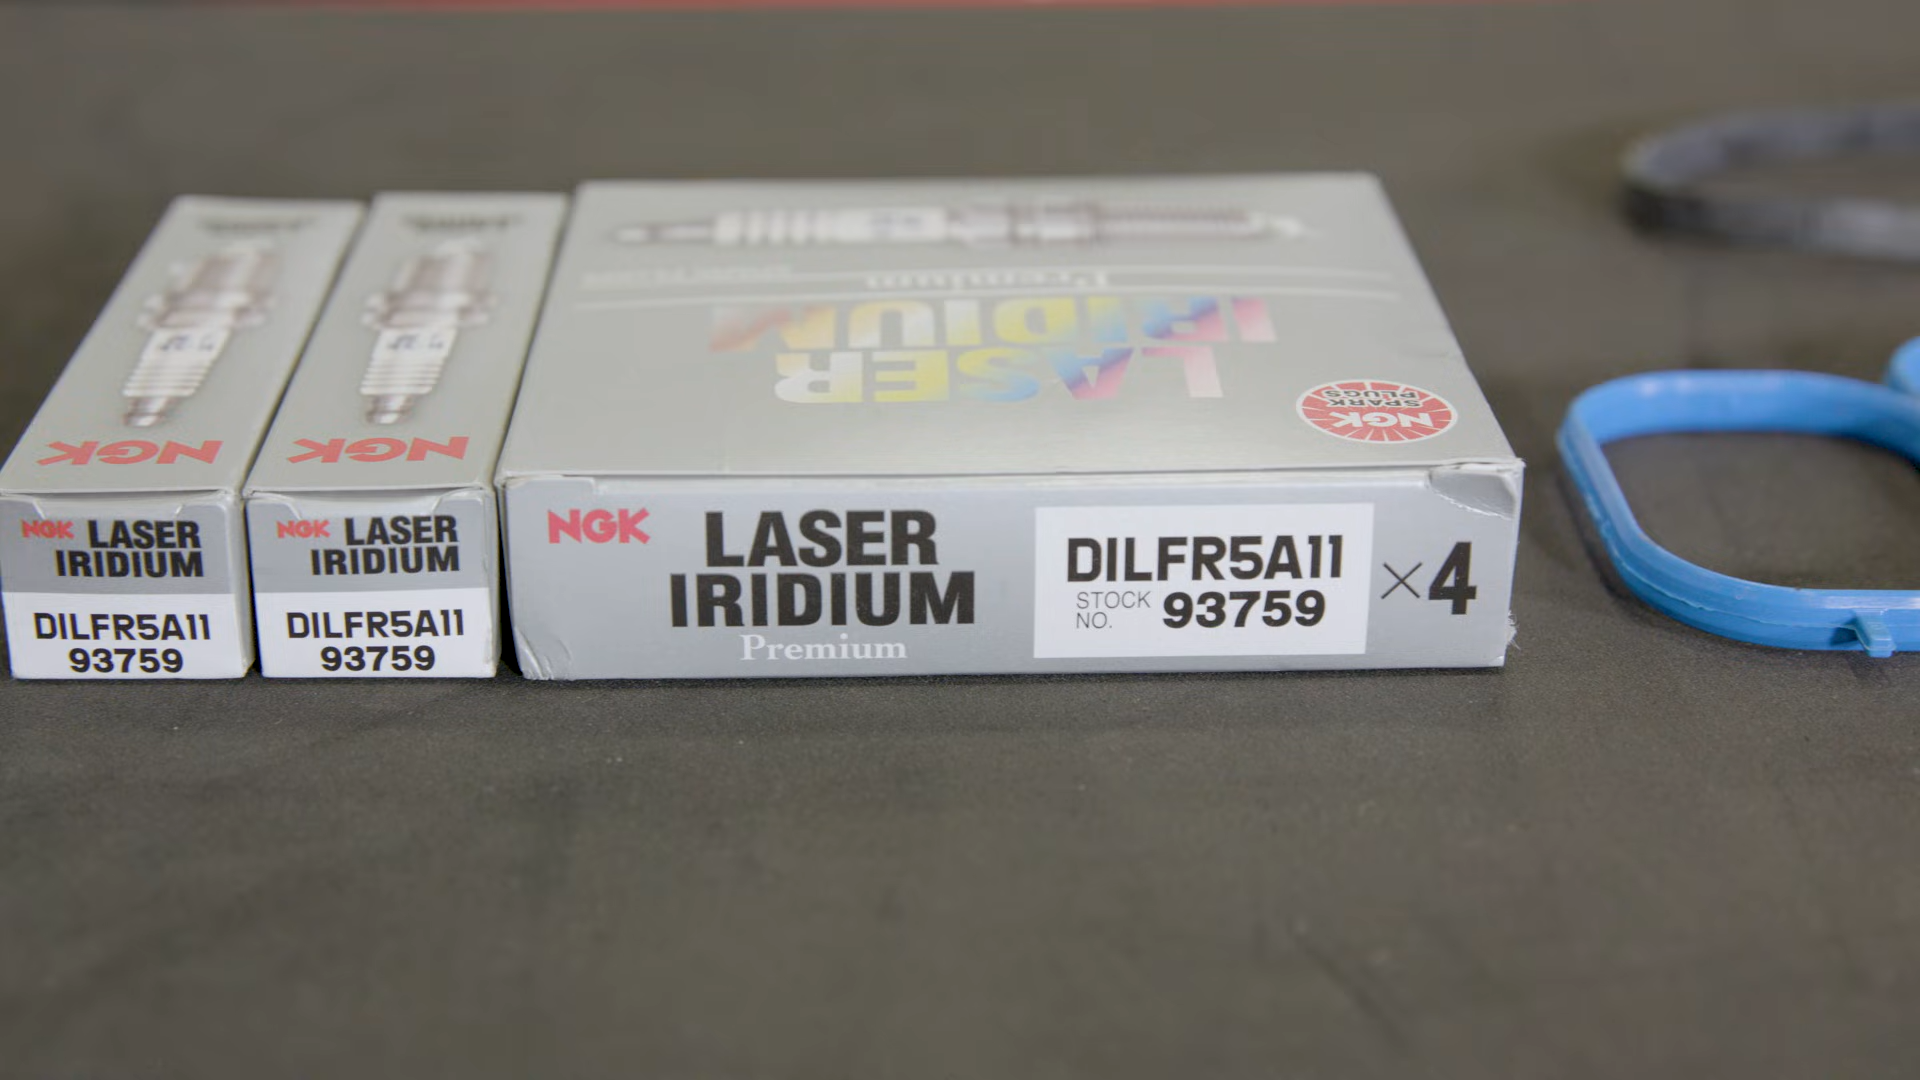 NGK
NGK
Premium
LASER
IRIDIUM
NGK
SPARK
PLUGS
NGK LASER
IRIDIUM
DILFR5A11
93759
NGK LASER
IRIDIUM
DILFR5A11
93759
NGK LASER
IRIDIUM
Premium
DILFR5A11
STOCK NO. 93759
×4